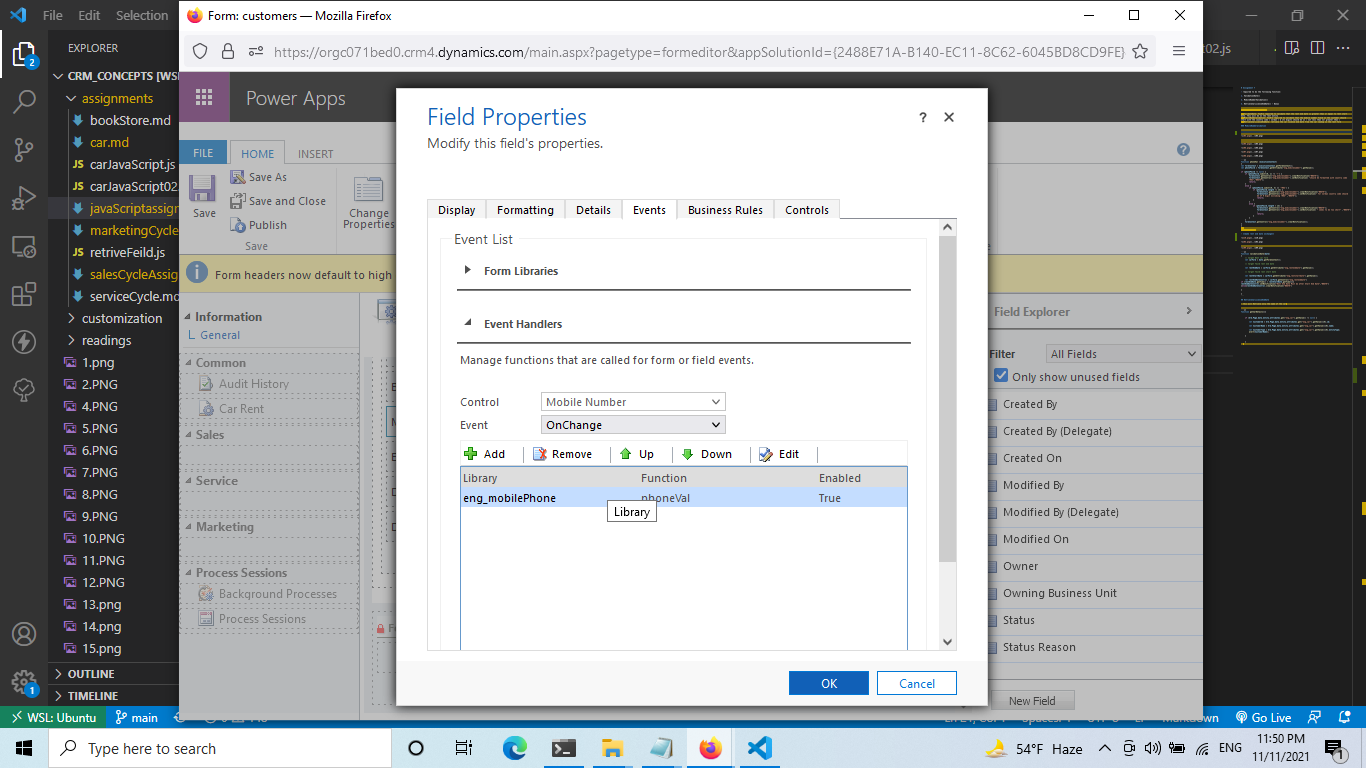 File Edit Selection
Form: customers — Mozilla Firefox
https://orgc071bed0.crm4.dynamics.com/main.aspx?pagetype=formeditor&appSolutionId={2488E71A-B140-EC11-8C62-6045BD8CD9FE}
02.js
EXPLORER
CRM_CONCEPTS [WSL
assignments
bookStore.md
car.md
carJavaScript.js
carJavaScript02
javaScriptassign
marketingCycle
retriveFeild.js
salesCycleAssig
serviceCycle.md
customization
readings
1.png
2.PNG
4.PNG
5.PNG
6.PNG
7.PNG
8.PNG
9.PNG
10.PNG
11.PNG
12.PNG
13.png
14.png
15.png
OUTLINE
TIMELINE
2
1
Power Apps
FILE HOME INSERT
Save
Save As
Save and Close
Publish
Save
Change
Properties
Form headers now default to high
Information
General
Common
Audit History
Car Rent
Sales
Service
Marketing
Process Sessions
Background Processes
Process Sessions
Field Properties
Modify this field's properties.
?
Display Formatting Details Events Business Rules Controls
Event List
Form Libraries
Event Handlers
Manage functions that are called for form or field events.
Control Mobile Number
Event OnChange
Add Remove Up Down Edit
Library Function Enabled
eng_mobilePhone phoneVal True
Library
OK Cancel
Field Explorer
Filter All Fields
Only show unused fields
Created By
Created By (Delegate)
Created On
Modified By
Modified By (Delegate)
Modified On
Owner
Owning Business Unit
Status
Status Reason
New Field
WSL: Ubuntu main
Markdown Go Live
Type here to search
54°F Haze ENG
11:50 PM
11/11/2021
1